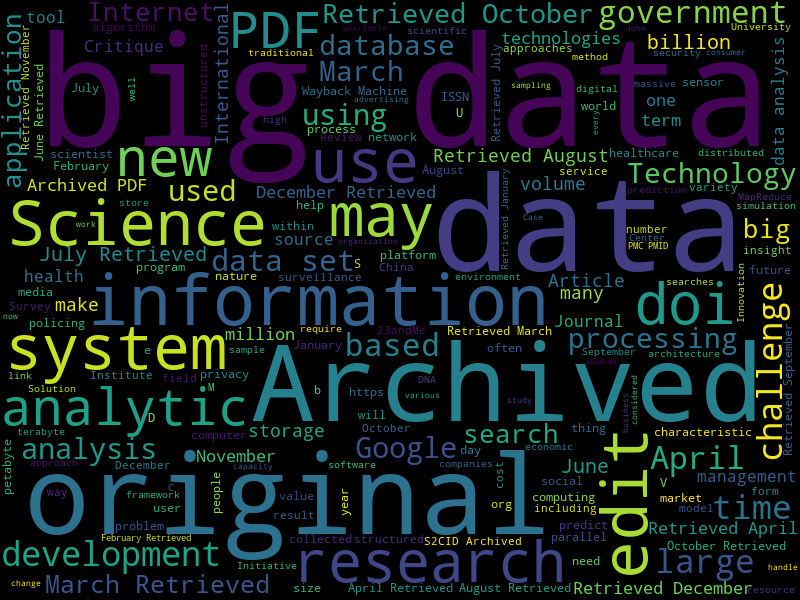 tool
Internet
PDF
Retrieved October
government
algorithm
available
scientific
John
University
Critique
traditional
database
technologies
billion
approaches
security
consumer
application
Retrieved November
June Retrieved
unstructured
International
March
Retrieved July
method
data analysis
big data
July
well
Wayback Machine
ISSN
sampling
massive
sensor
advertising
digital
using
U
world
one
high
process
term
every
Review
network
scientist
February
new
use
Retrieved August
healthcare
distributed
August
service
Technology
Archived PDF
used
December Retrieved
volume
prediction
variety
MapReduce
store
help
simulation
Science
may
data
Retrieved January
Case
number
big
work
within
source
organization
Center
PMC PMID
insight
July Retrieved
data set
S
platform
China
health
program
nature
surveillance
environment
Article
searches
future
media
information
many
Innovation
Survey
make
doi
Journal
challenge
Retrieved September
now
policing
million
require
23andMe
Retrieved March
system
e
sample
January
based
often
processing
September
architecture
Global
link
Institute
privacy
Archived
thing
Solution
field
M
DNA
b
https
will
various
study
business
considered
analytic
D
storage
October
search
characteristic
terabyte
computer
petabyte
analysis
November
Google
day
economic
June
April
management
approach
December
capacity
software
companies
cost
social
edit
V
way
C
framework
user
people
value
year
original
org
computing
including
market
form
model
time
problem
result
predict
parallel
Retrieved April
February Retrieved
collected
structured
S2CID Archived
October Retrieved
development
Initiative
research
need
large
change
handle
March Retrieved
size
April Retrieved
August Retrieved
Retrieved December
resource